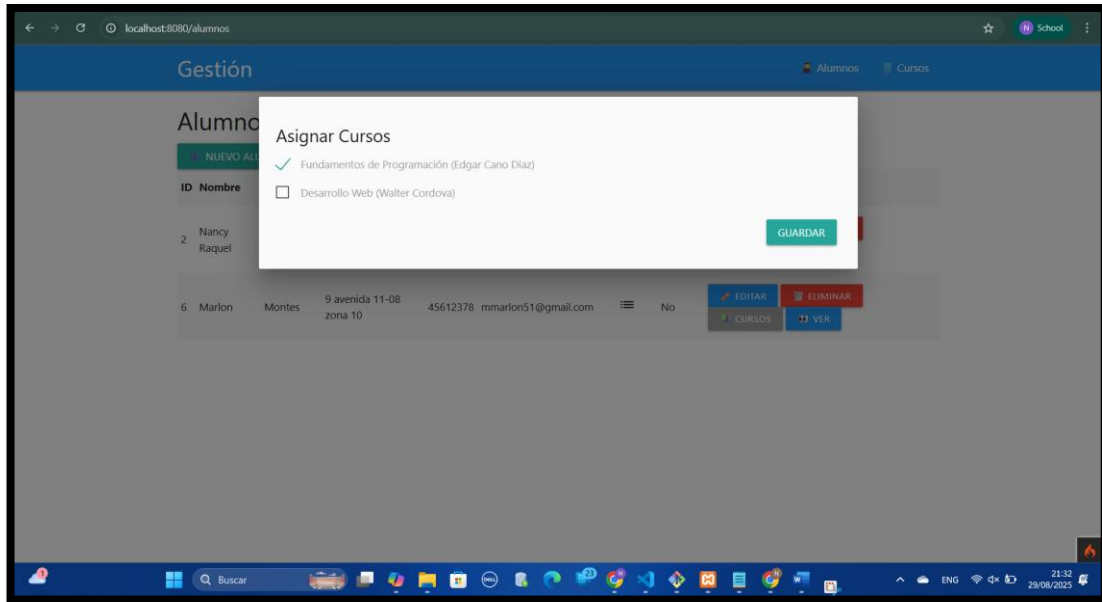 localhost:8080/alumnos
N School
Gestión
Alumnos Cursos
Alumno
NUEVO ALU
Asignar Cursos
Fundamentos de Programación (Edgar Cano Diaz)
Desarrollo Web (Walter Cordova)
GUARDAR
ID Nombre
2 Nancy Raquel
6 Marlon Montes 9 avenida 11-08 zona 10 45612378 mmarlon51@gmail.com No
EDITAR ELIMINAR
CURSOS VER
Buscar
23
ENG
21:32
29/08/2025